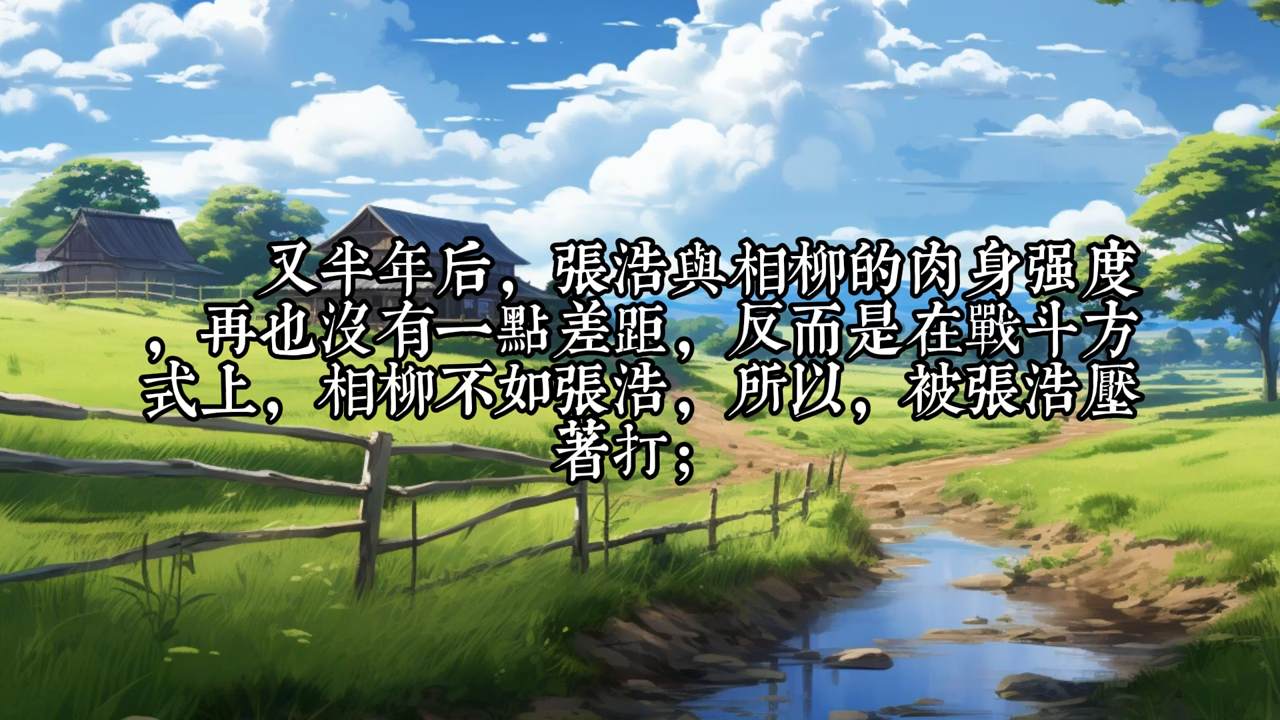 又半年后，張浩與相柳的肉身强度
，再也沒有一點差距，反而是在戰斗方
式上，相柳不如張浩，所以，被張浩壓
著打；